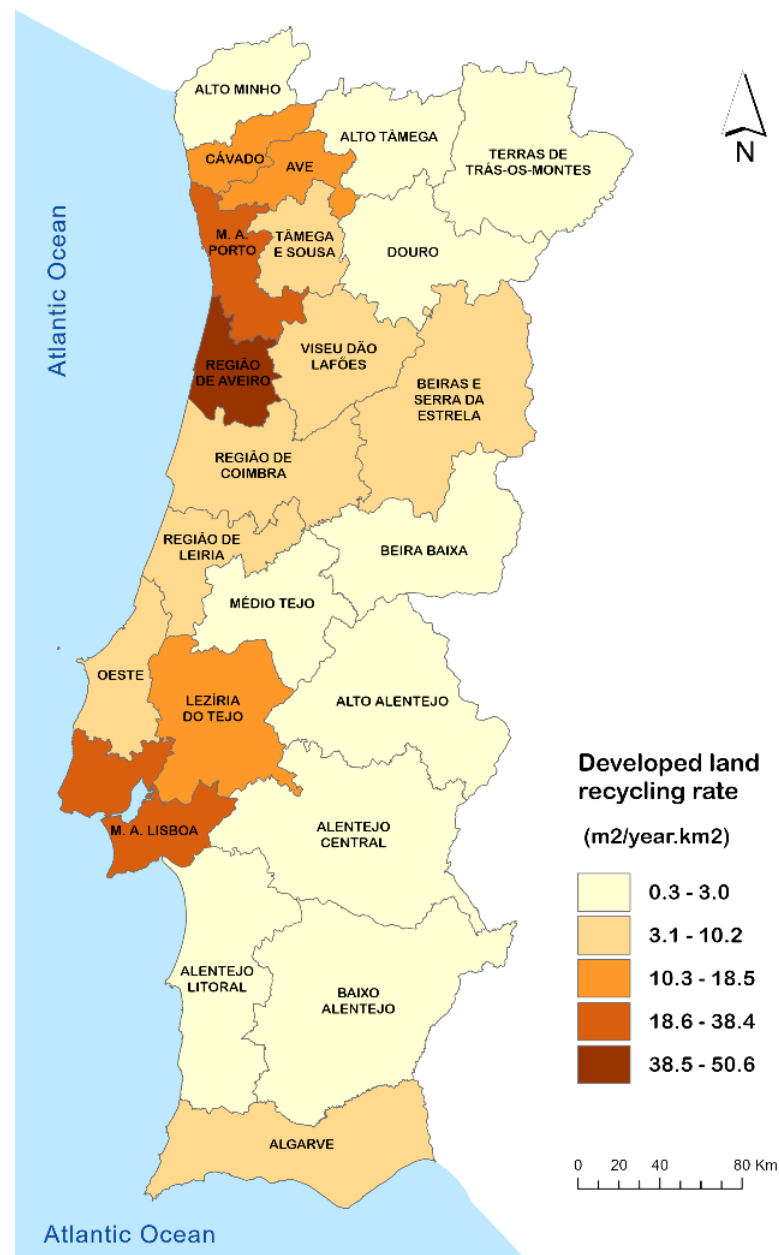 ALTO MINHO
CÁVADO
AVE
ALTO TÂMEGA
TERRAS DE
TRÁS-OS-MONTES
N
M. A.
PORTO
TÂMEGA
E SOUSA
DOURO
Atlantic Ocean
REGIÃO
DE AVEIRO
VISEU DÃO
LAFÕES
BEIRAS E
SERRA DA
ESTRELA
REGIÃO DE
COIMBRA
REGIÃO DE
LEIRIA
BEIRA BAIXA
MÉDIO TEJO
OESTE
LEZÍRIA
DO TEJO
ALTO ALENTEJO
M. A. LISBOA
ALENTEJO
CENTRAL
ALENTEJO
LITORAL
BAIXO
ALENTEJO
ALGARVE
Atlantic Ocean
Developed land
recycling rate
(m2/year.km2)
0.3 - 3.0
3.1 - 10.2
10.3 - 18.5
18.6 - 38.4
38.5 - 50.6
0 20 40 80 Km